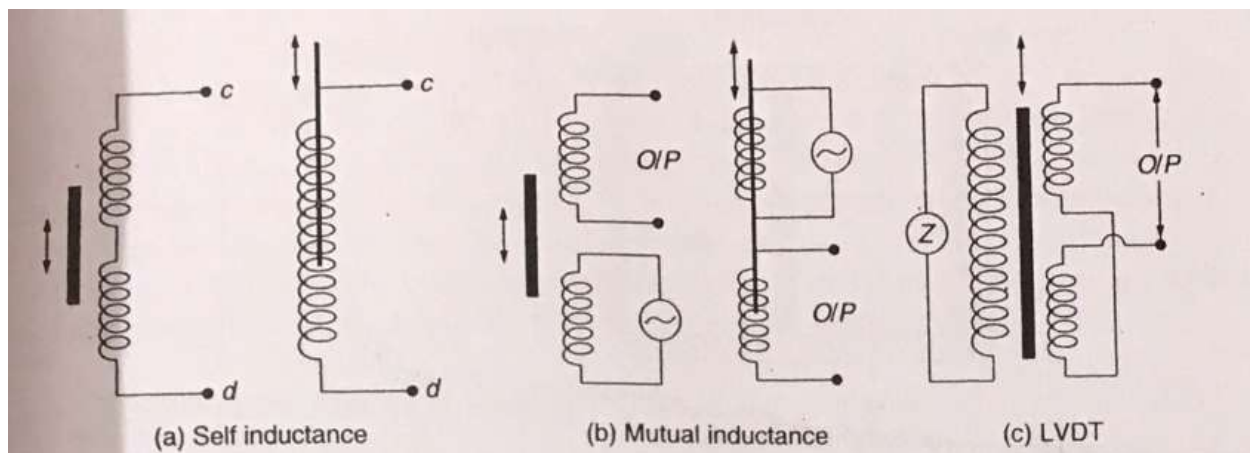 c
d
c
d
(a) Self inductance
O/P
O/P
(b) Mutual inductance
Z
O/P
(c) LVDT